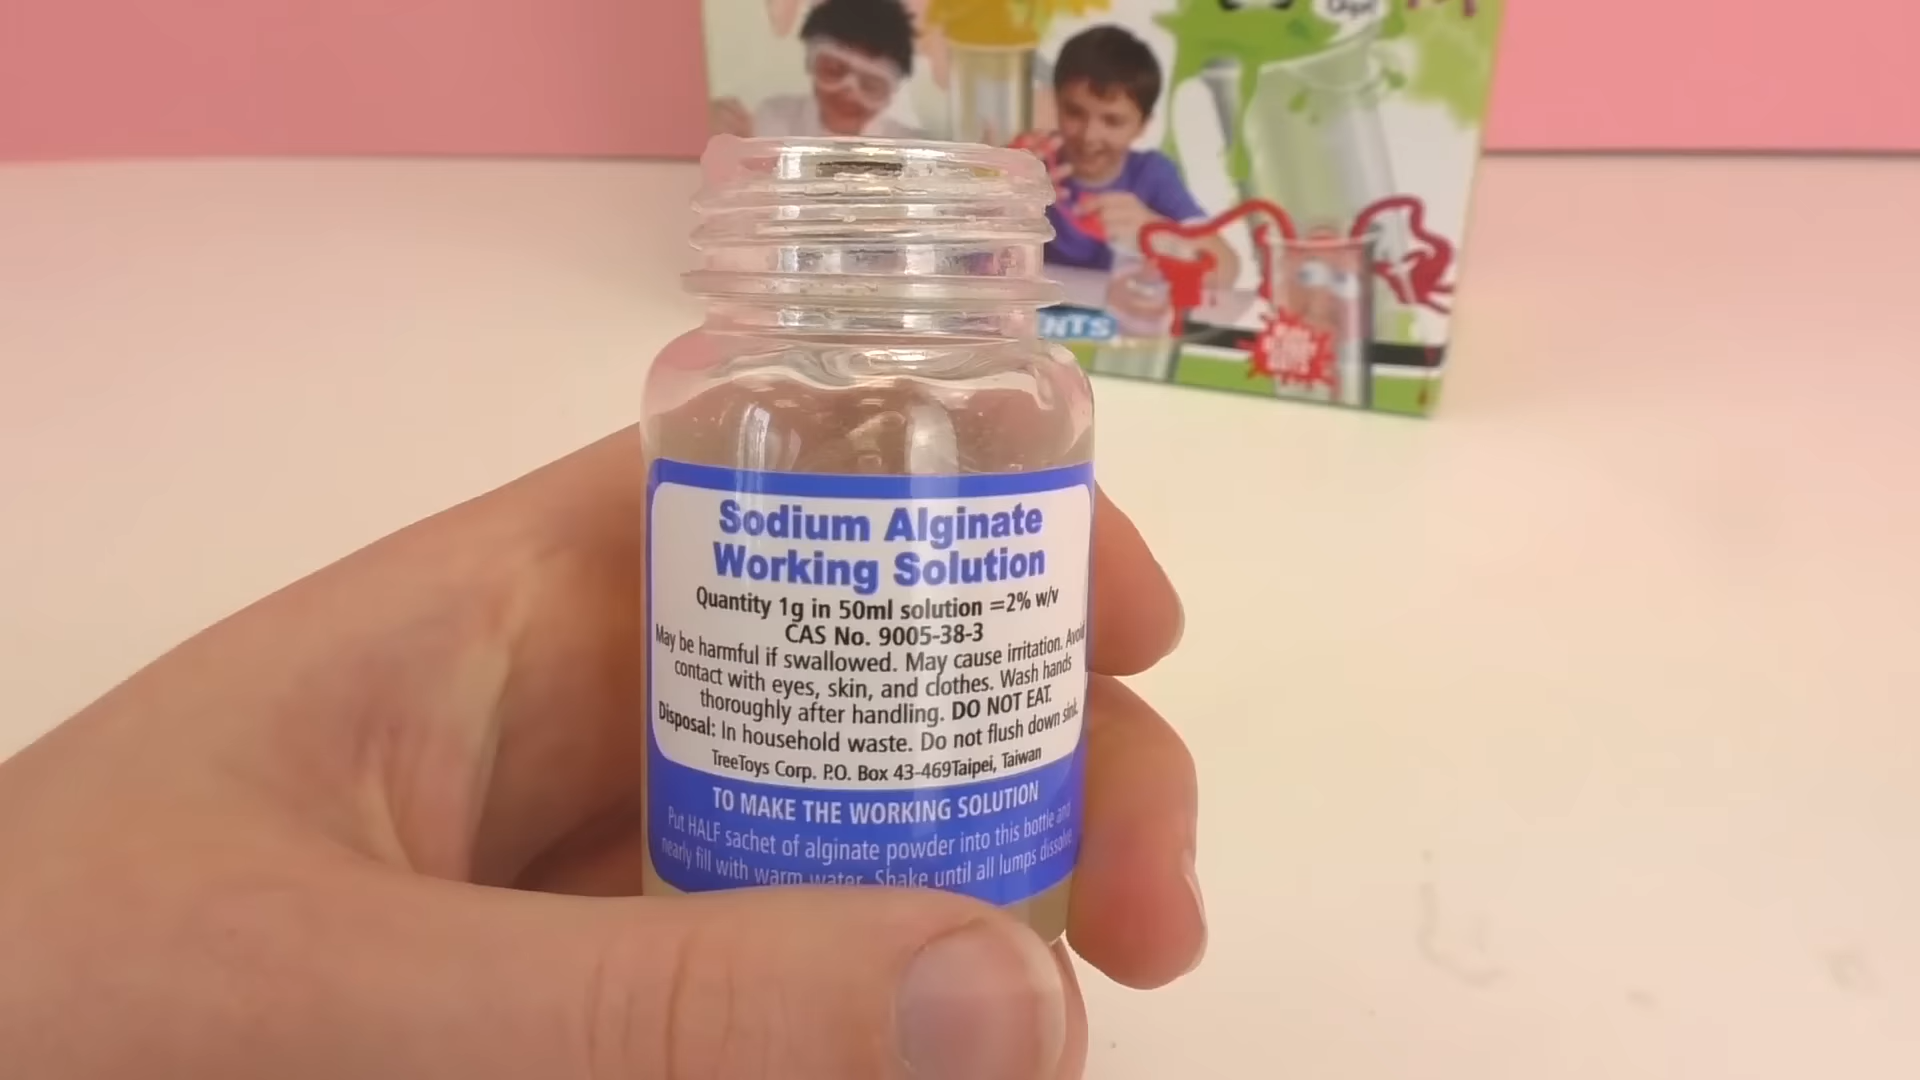 NTS
Sodium Alginate
Working Solution
Quantity 1g in 50ml solution =2% w/v
CAS No. 9005-38-3
May be harmful if swallowed. May cause irritation. Avoid
contact with eyes, skin, and clothes. Wash hands
thoroughly after handling. DO NOT EAT.
Disposal: In household waste. Do not flush down sink.
TreeToys Corp. P.O. Box 43-469Taipei, Taiwan
TO MAKE THE WORKING SOLUTION
Put HALF sachet of alginate powder into this bottle and
nearly fill with warm water. Shake until all lumps dissolve